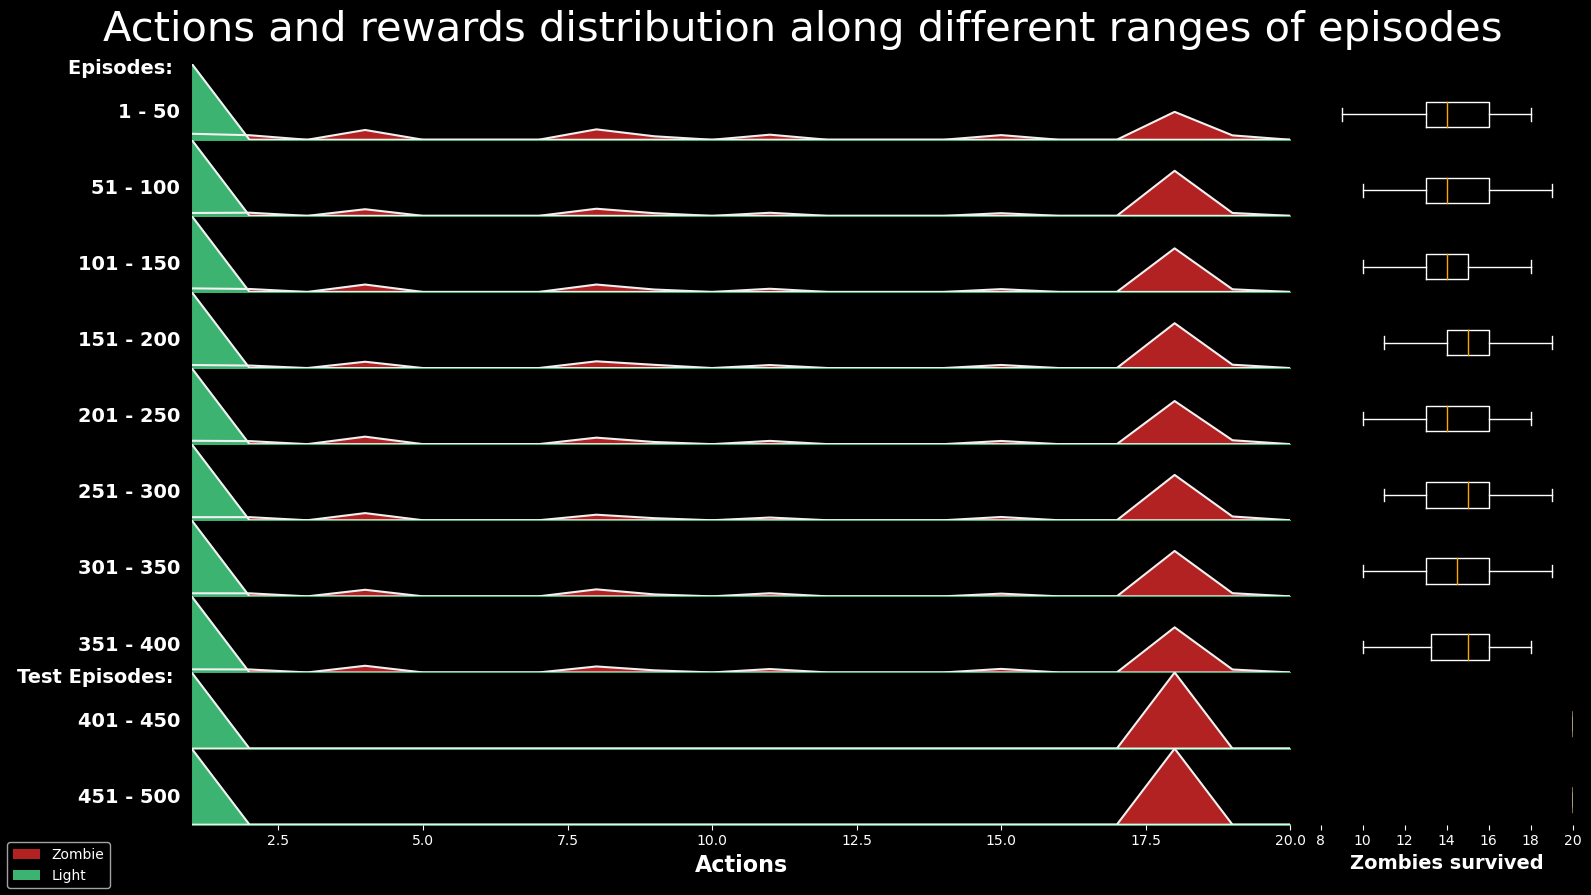 Actions and rewards distribution along different ranges of episodes
Episodes:
1 - 50
51 - 100
101 - 150
151 - 200
201 - 250
251 - 300
301 - 350
351 - 400
Test Episodes:
401 - 450
451 - 500
2.5 5.0 7.5 10.0 12.5 15.0 17.5 20.0
8 10 12 14 16 18 20
Actions
Zombies survived
Zombie
Light